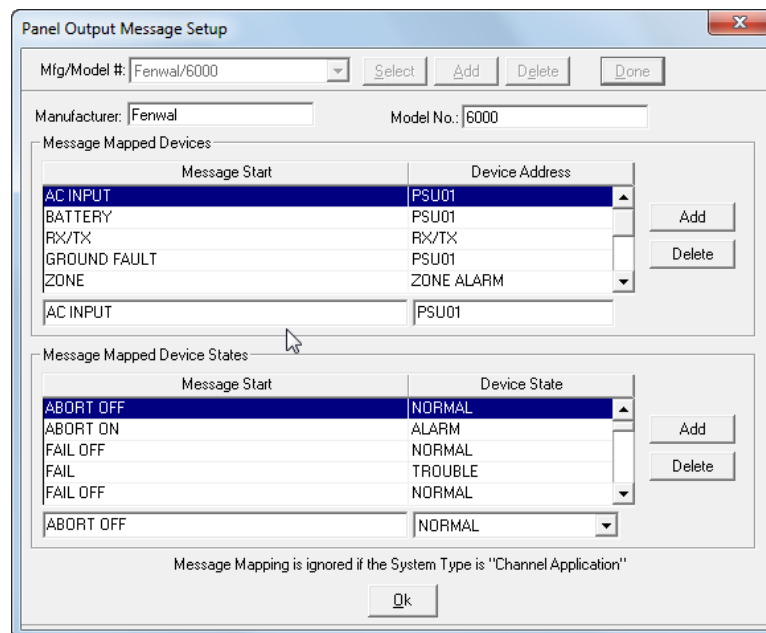 Panel Output Message Setup
Mfg/Model #: Fenwal/6000 Select Add Delete Done
Manufacturer: Fenwal Model No.: 6000
Message Mapped Devices
Message Start Device Address
AC INPUT PSU01
BATTERY PSU01
RX/TX RX/TX
GROUND FAULT PSU01
ZONE ZONE ALARM
Add
Delete
AC INPUT PSU01
Message Mapped Device States
Message Start Device State
ABORT OFF NORMAL
ABORT ON ALARM
FAIL OFF NORMAL
FAIL TROUBLE
FAIL OFF NORMAL
Add
Delete
ABORT OFF NORMAL
Message Mapping is ignored if the System Type is "Channel Application"
Ok